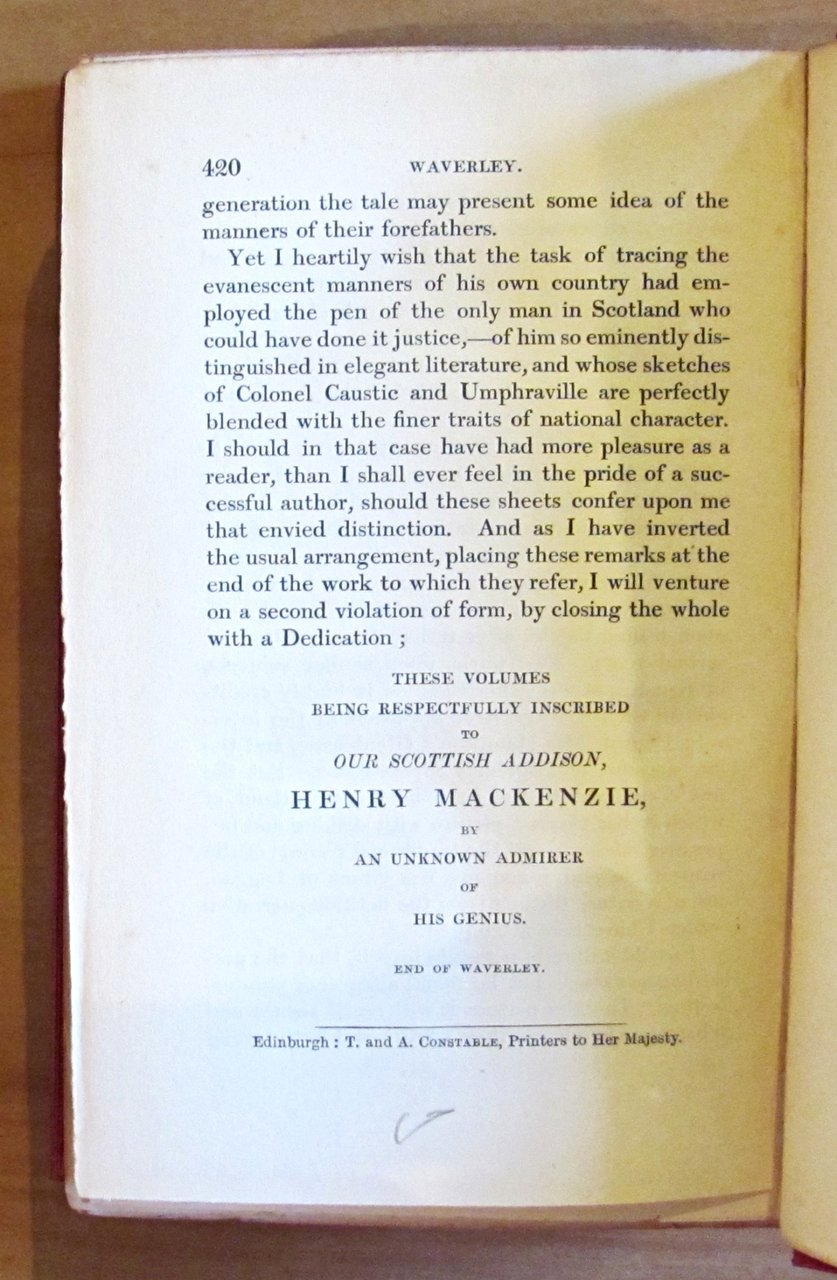 420 WAVERLEY.
generation the tale may present some idea of the
manners of their forefathers.
Yet I heartily wish that the task of tracing the
evanescent manners of his own country had em-
ployed the pen of the only man in Scotland who
could have done it justice,—of him so eminently dis-
tinguished in elegant literature, and whose sketches
of Colonel Caustic and Umphraville are perfectly
blended with the finer traits of national character.
I should in that case have had more pleasure as a
reader, than I shall ever feel in the pride of a suc-
cessful author, should these sheets confer upon me
that envied distinction. And as I have inverted
the usual arrangement, placing these remarks at the
end of the work to which they refer, I will venture
on a second violation of form, by closing the whole
with a Dedication ;
THESE VOLUMES
BEING RESPECTFULLY INSCRIBED
TO
OUR SCOTTISH ADDISON,
HENRY MACKENZIE,
BY
AN UNKNOWN ADMIRER
OF
HIS GENIUS.
END OF WAVERLEY.
Edinburgh : T. and A. CONSTABLE, Printers to Her Majesty.